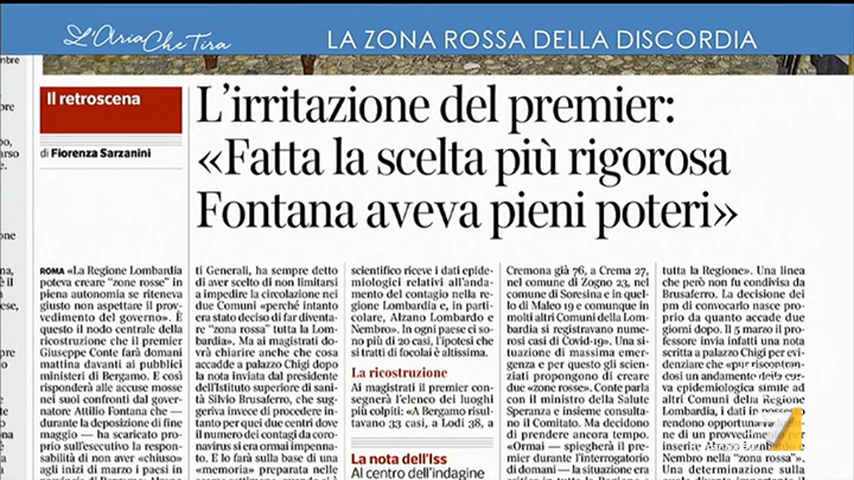 L'Aria Che Tira
LA ZONA ROSSA DELLA DISCORDIA
Il retroscena
di Fiorenza Sarzanini
L'irritazione del premier:
«Fatta la scelta più rigorosa
Fontana aveva pieni poteri»
ROMA «La Regione Lombardia
poteva creare “zone rosse” in
piena autonomia se riteneva
giusto non aspettare il prov-
vedimento del governo». È
questo il nodo centrale della
ricostruzione che il premier
Giuseppe Conte farà domani
mattina davanti ai pubblici
ministeri di Bergamo. E così
risponderà alle accuse mosse
nei suoi confronti dal gover-
natore Attilio Fontana che —
durante la deposizione di fine
maggio — ha scaricato pro-
prio sull'esecutivo la respon-
sabilità di non aver «chiuso»
agli inizi di marzo i paesi in
ti Generali, ha sempre detto
di aver scelto di non limitarsi
a impedire la circolazione nei
due Comuni «perché intanto
era stato deciso di far diventa-
re “zona rossa” tutta la Lom-
bardia». Ma ai magistrati do-
vrà chiarire anche che cosa
accadde a palazzo Chigi dopo
la nota inviata dal presidente
dell'Istituto superiore di sani-
tà Silvio Brusaferro, che sug-
geriva invece di procedere in-
tanto per quei due centri dove
il numero dei contagi da coro-
navirus si era ormai impenna-
to. E lo farà sulla base di una
«memoria» preparata nelle
scientifico riceve i dati epide-
miologici relativi all'anda-
mento del contagio nella re-
gione Lombardia e, in parti-
colare, Alzano Lombardo e
Nembro». In ogni paese ci so-
no più di 20 casi, l'ipotesi che
si tratti di focolai è altissima.
La ricostruzione
Ai magistrati il premier con-
segnerà l'elenco dei luoghi
più colpiti: «A Bergamo risul-
tavano 33 casi, a Lodi 38, a
La nota dell'Iss
Al centro dell'indagine
Cremona già 76, a Crema 27,
nel comune di Zogno 23, nel
comune di Soresina e in quel-
lo di Maleo 19 e comunque in
molti altri Comuni della Lom-
bardia si registravano nume-
rosi casi di Covid-19». Una si-
tuazione di massima emer-
genza e per questo gli scien-
ziati propongono di creare
due «zone rosse». Conte parla
con il ministro della Salute
Speranza e insieme consulta-
no il Comitato. Ma decidono
di prendere ancora tempo.
«Ormai — spiegherà il pre-
mier durante l'interrogatorio
di domani — la situazione era
tutta la Regione». Una linea
che però non fu condivisa da
Brusaferro. La decisione dei
pm di convocarlo nasce pro-
prio da quanto accade due
giorni dopo. Il 5 marzo il pro-
fessore invia infatti una nota
scritta a palazzo Chigi per evi-
denziare che «pur riscontran-
dosi un andamento della cur-
va epidemiologica simile ad
altri Comuni della Regione
Lombardia, i dati in possesso
rendono opportuna
di un provvedimento
inserire Alzano Lombardo e
Nembro nella “zona rossa”».
Una determinazione sulla